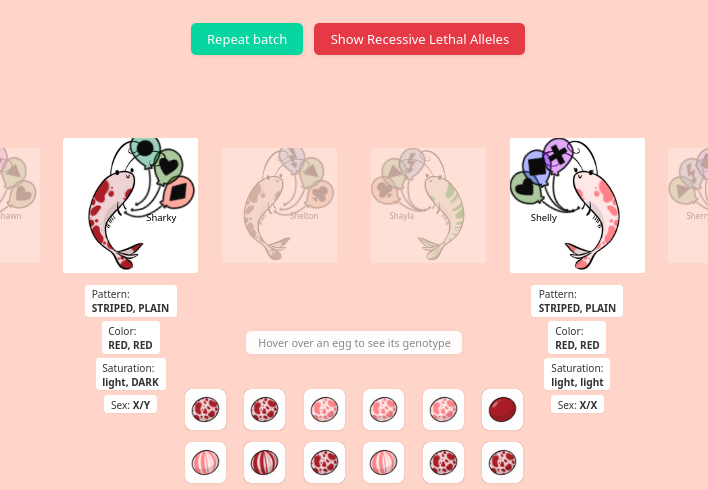 Repeat batch
Show Recessive Lethal Alleles
Shawn
Sharky
Shelton
Shayla
Shelly
Sherry
Pattern:
STRIPED, PLAIN
Color:
RED, RED
Saturation:
light, DARK
Sex: X/Y
Pattern:
STRIPED, PLAIN
Color:
RED, RED
Saturation:
light, light
Sex: X/X
Hover over an egg to see its genotype